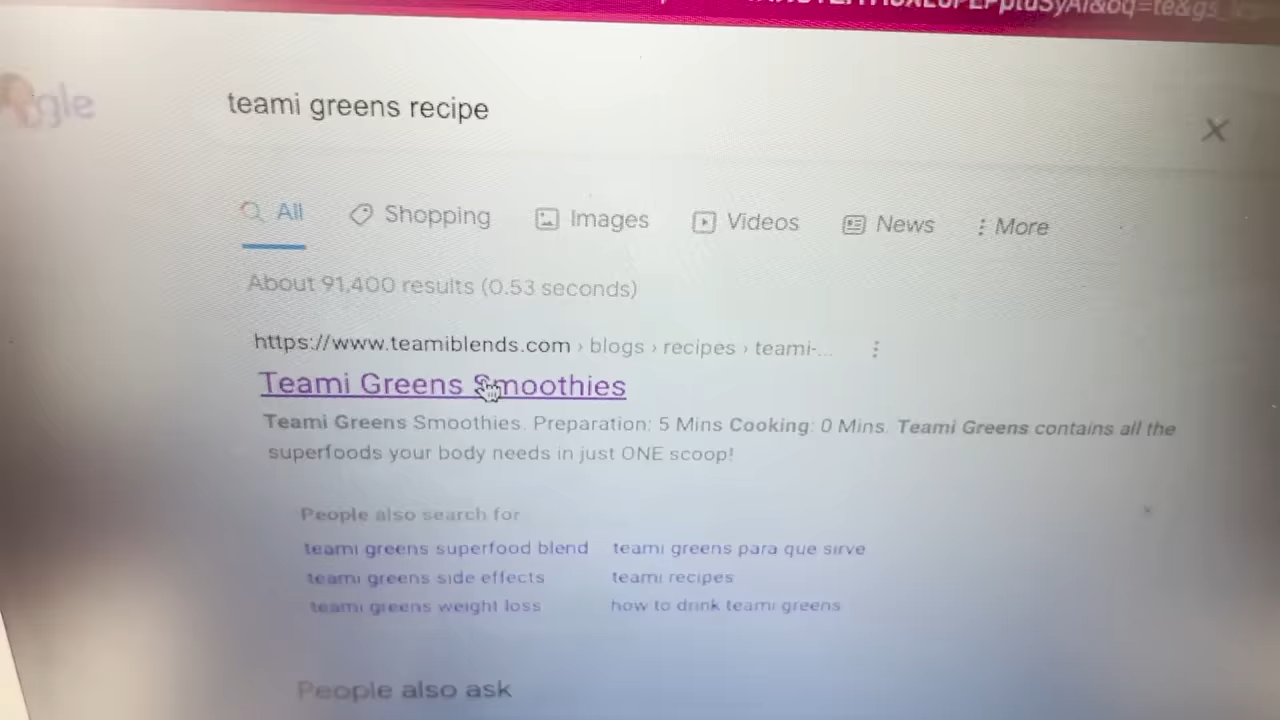 teami greens recipe
All Shopping Images Videos News More
About 91,400 results (0.53 seconds)
https://www.teamiblends.com › blogs › recipes › teami-...
Teami Greens Smoothies
Teami Greens Smoothies. Preparation: 5 Mins Cooking: 0 Mins. Teami Greens contains all the
superfoods your body needs in just ONE scoop!
People also search for
teami greens superfood blend teami greens para que sirve
teami greens side effects teami recipes
teami greens weight loss how to drink teami greens
People also ask